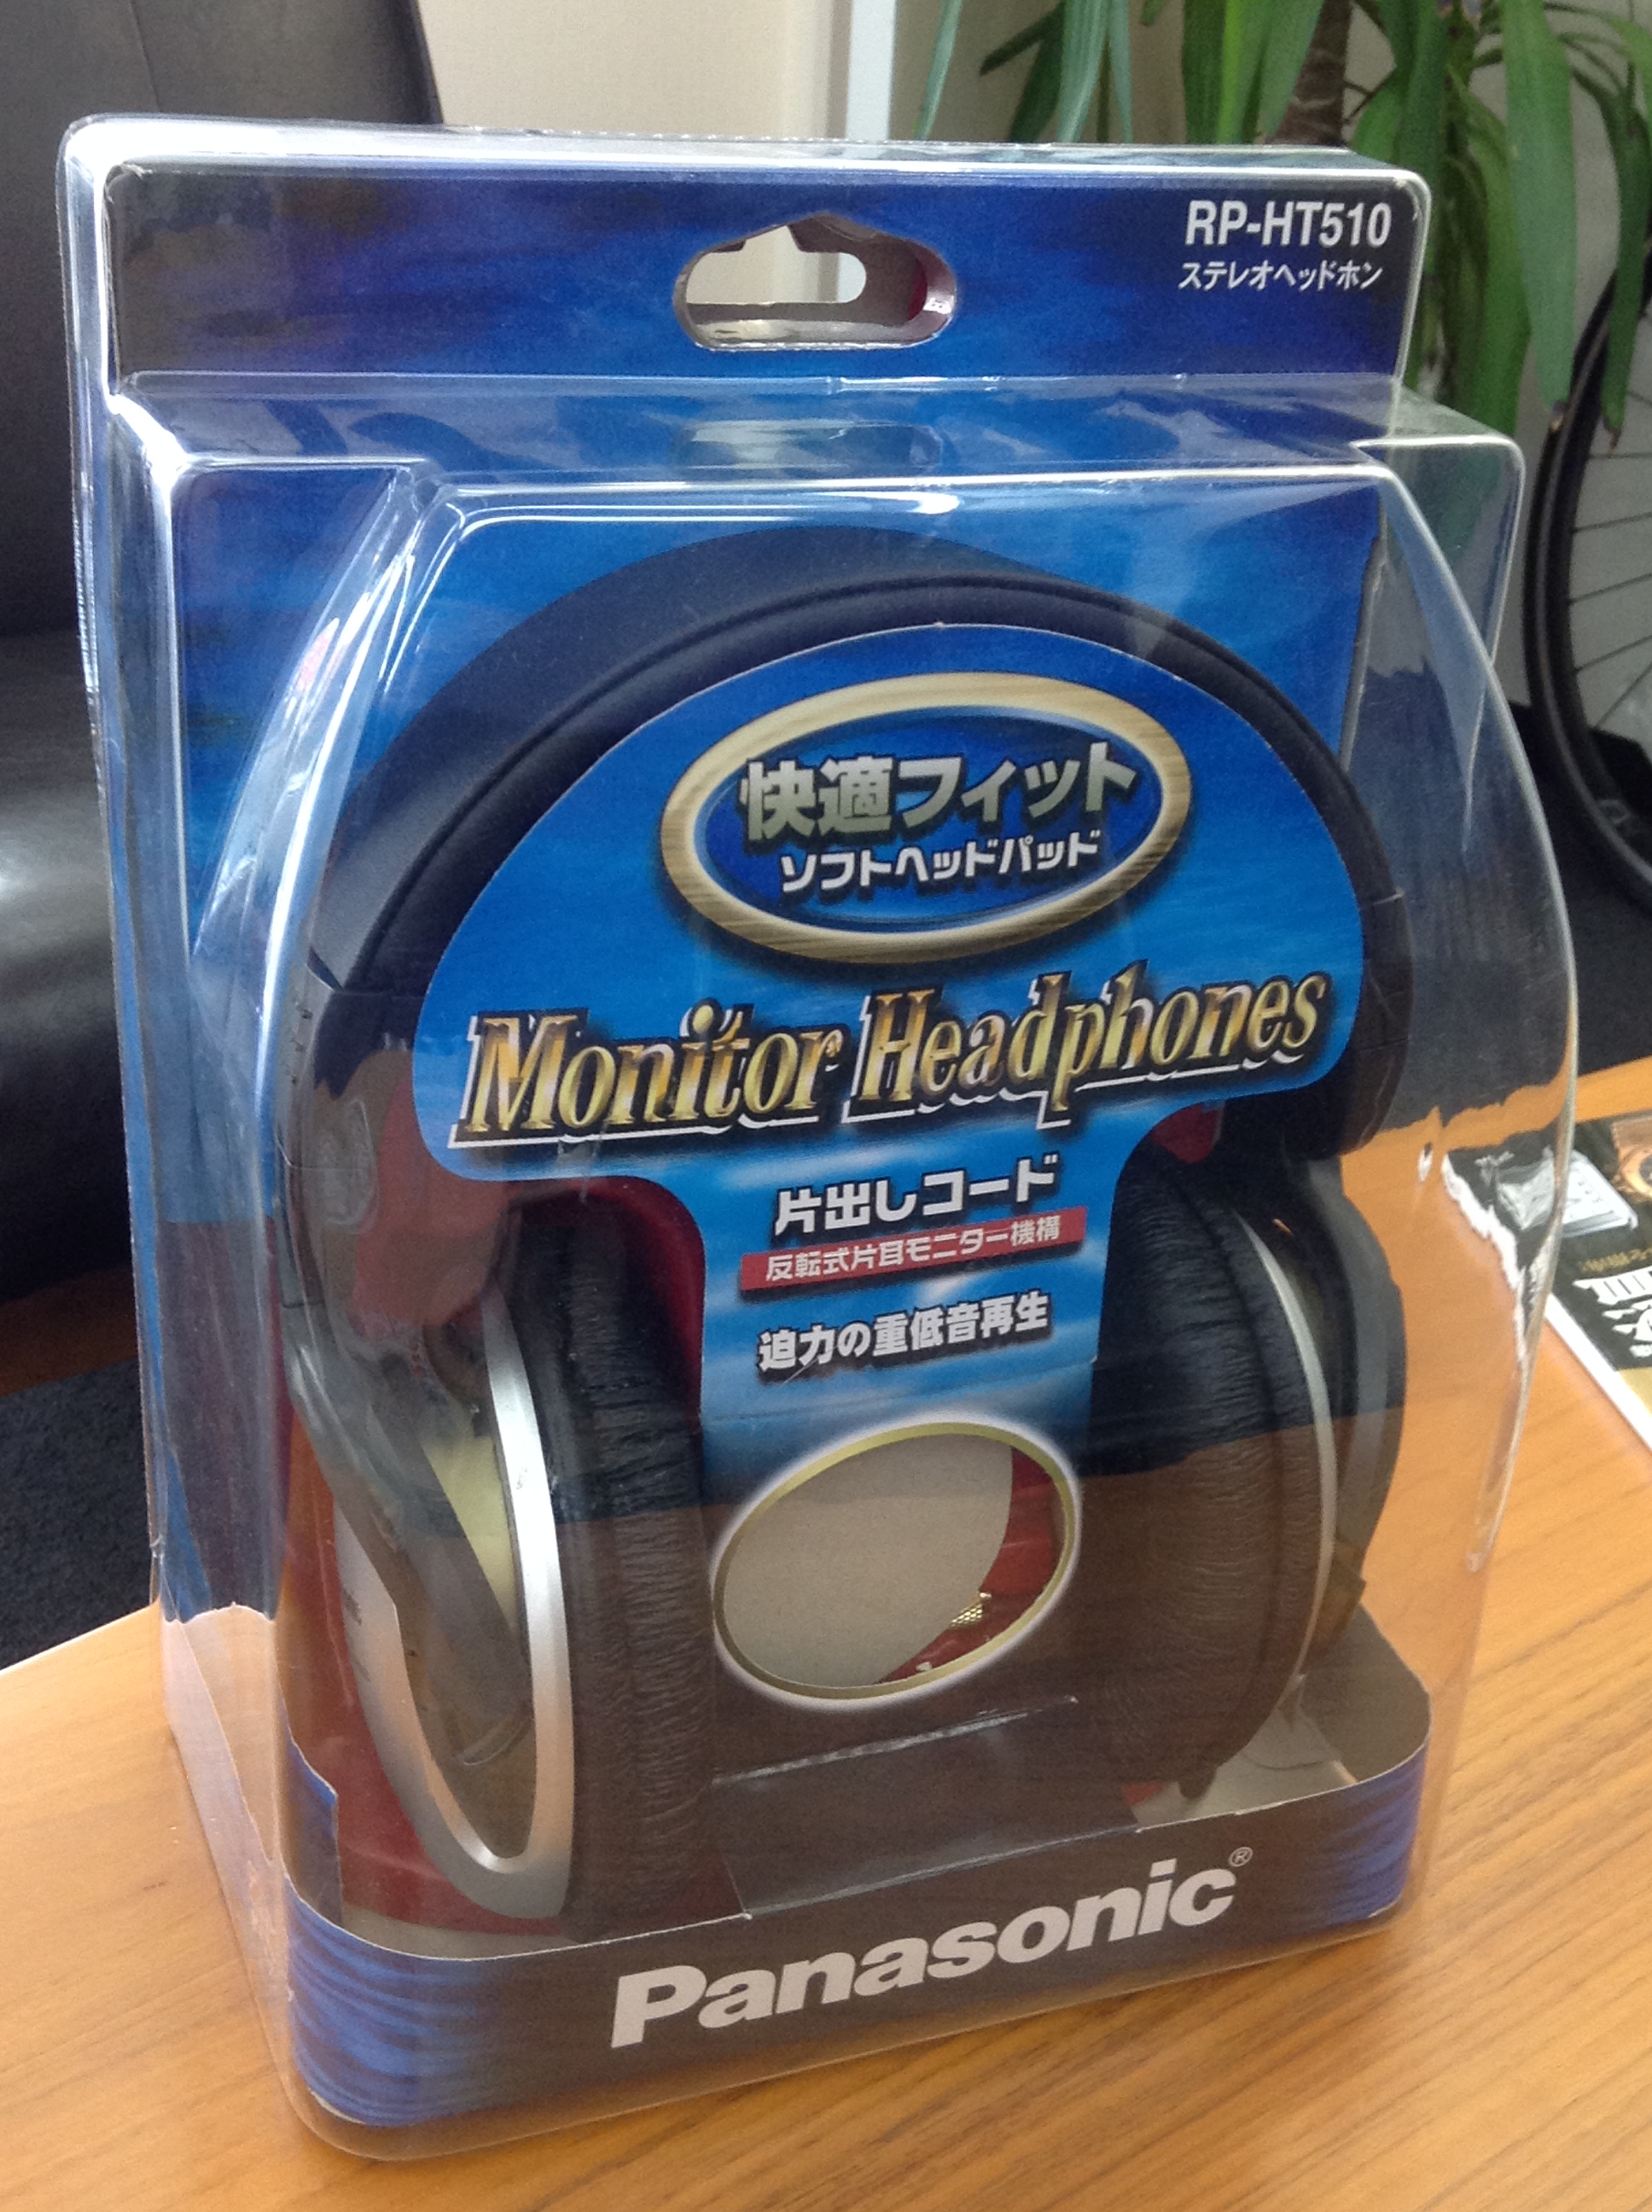 RP-HT510
ステレオヘッドホン
快適フィット
ソフトヘッドパッド
Monitor Headphones
片出しコード
反転式片耳モニター機構
迫力の重低音再生
Panasonic®